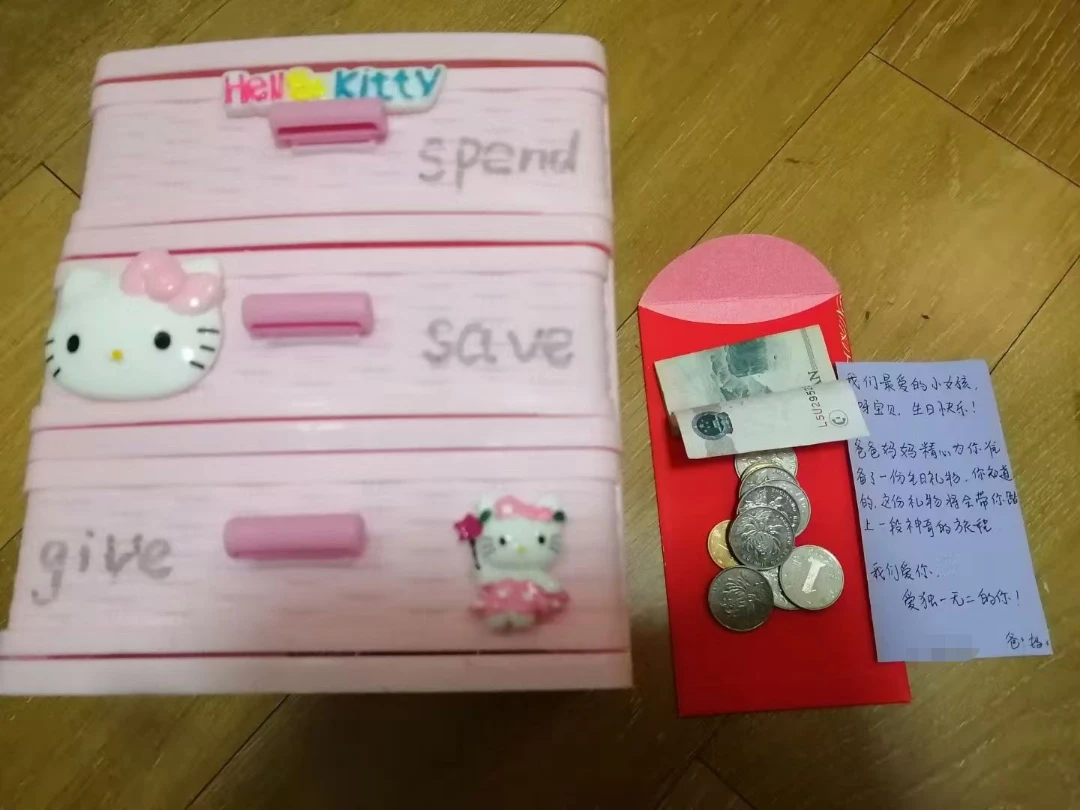 Hello Kitty
spend
save
give
L5U295
1
我们最爱的小女孩,
宝贝,生日快乐!
爸爸妈妈精心为你准
备了一份生日礼物,你知道
的,这份礼物将会带你踏
上一段神奇的旅程
我们爱你,
爱独一无二的你!
爸、妈、